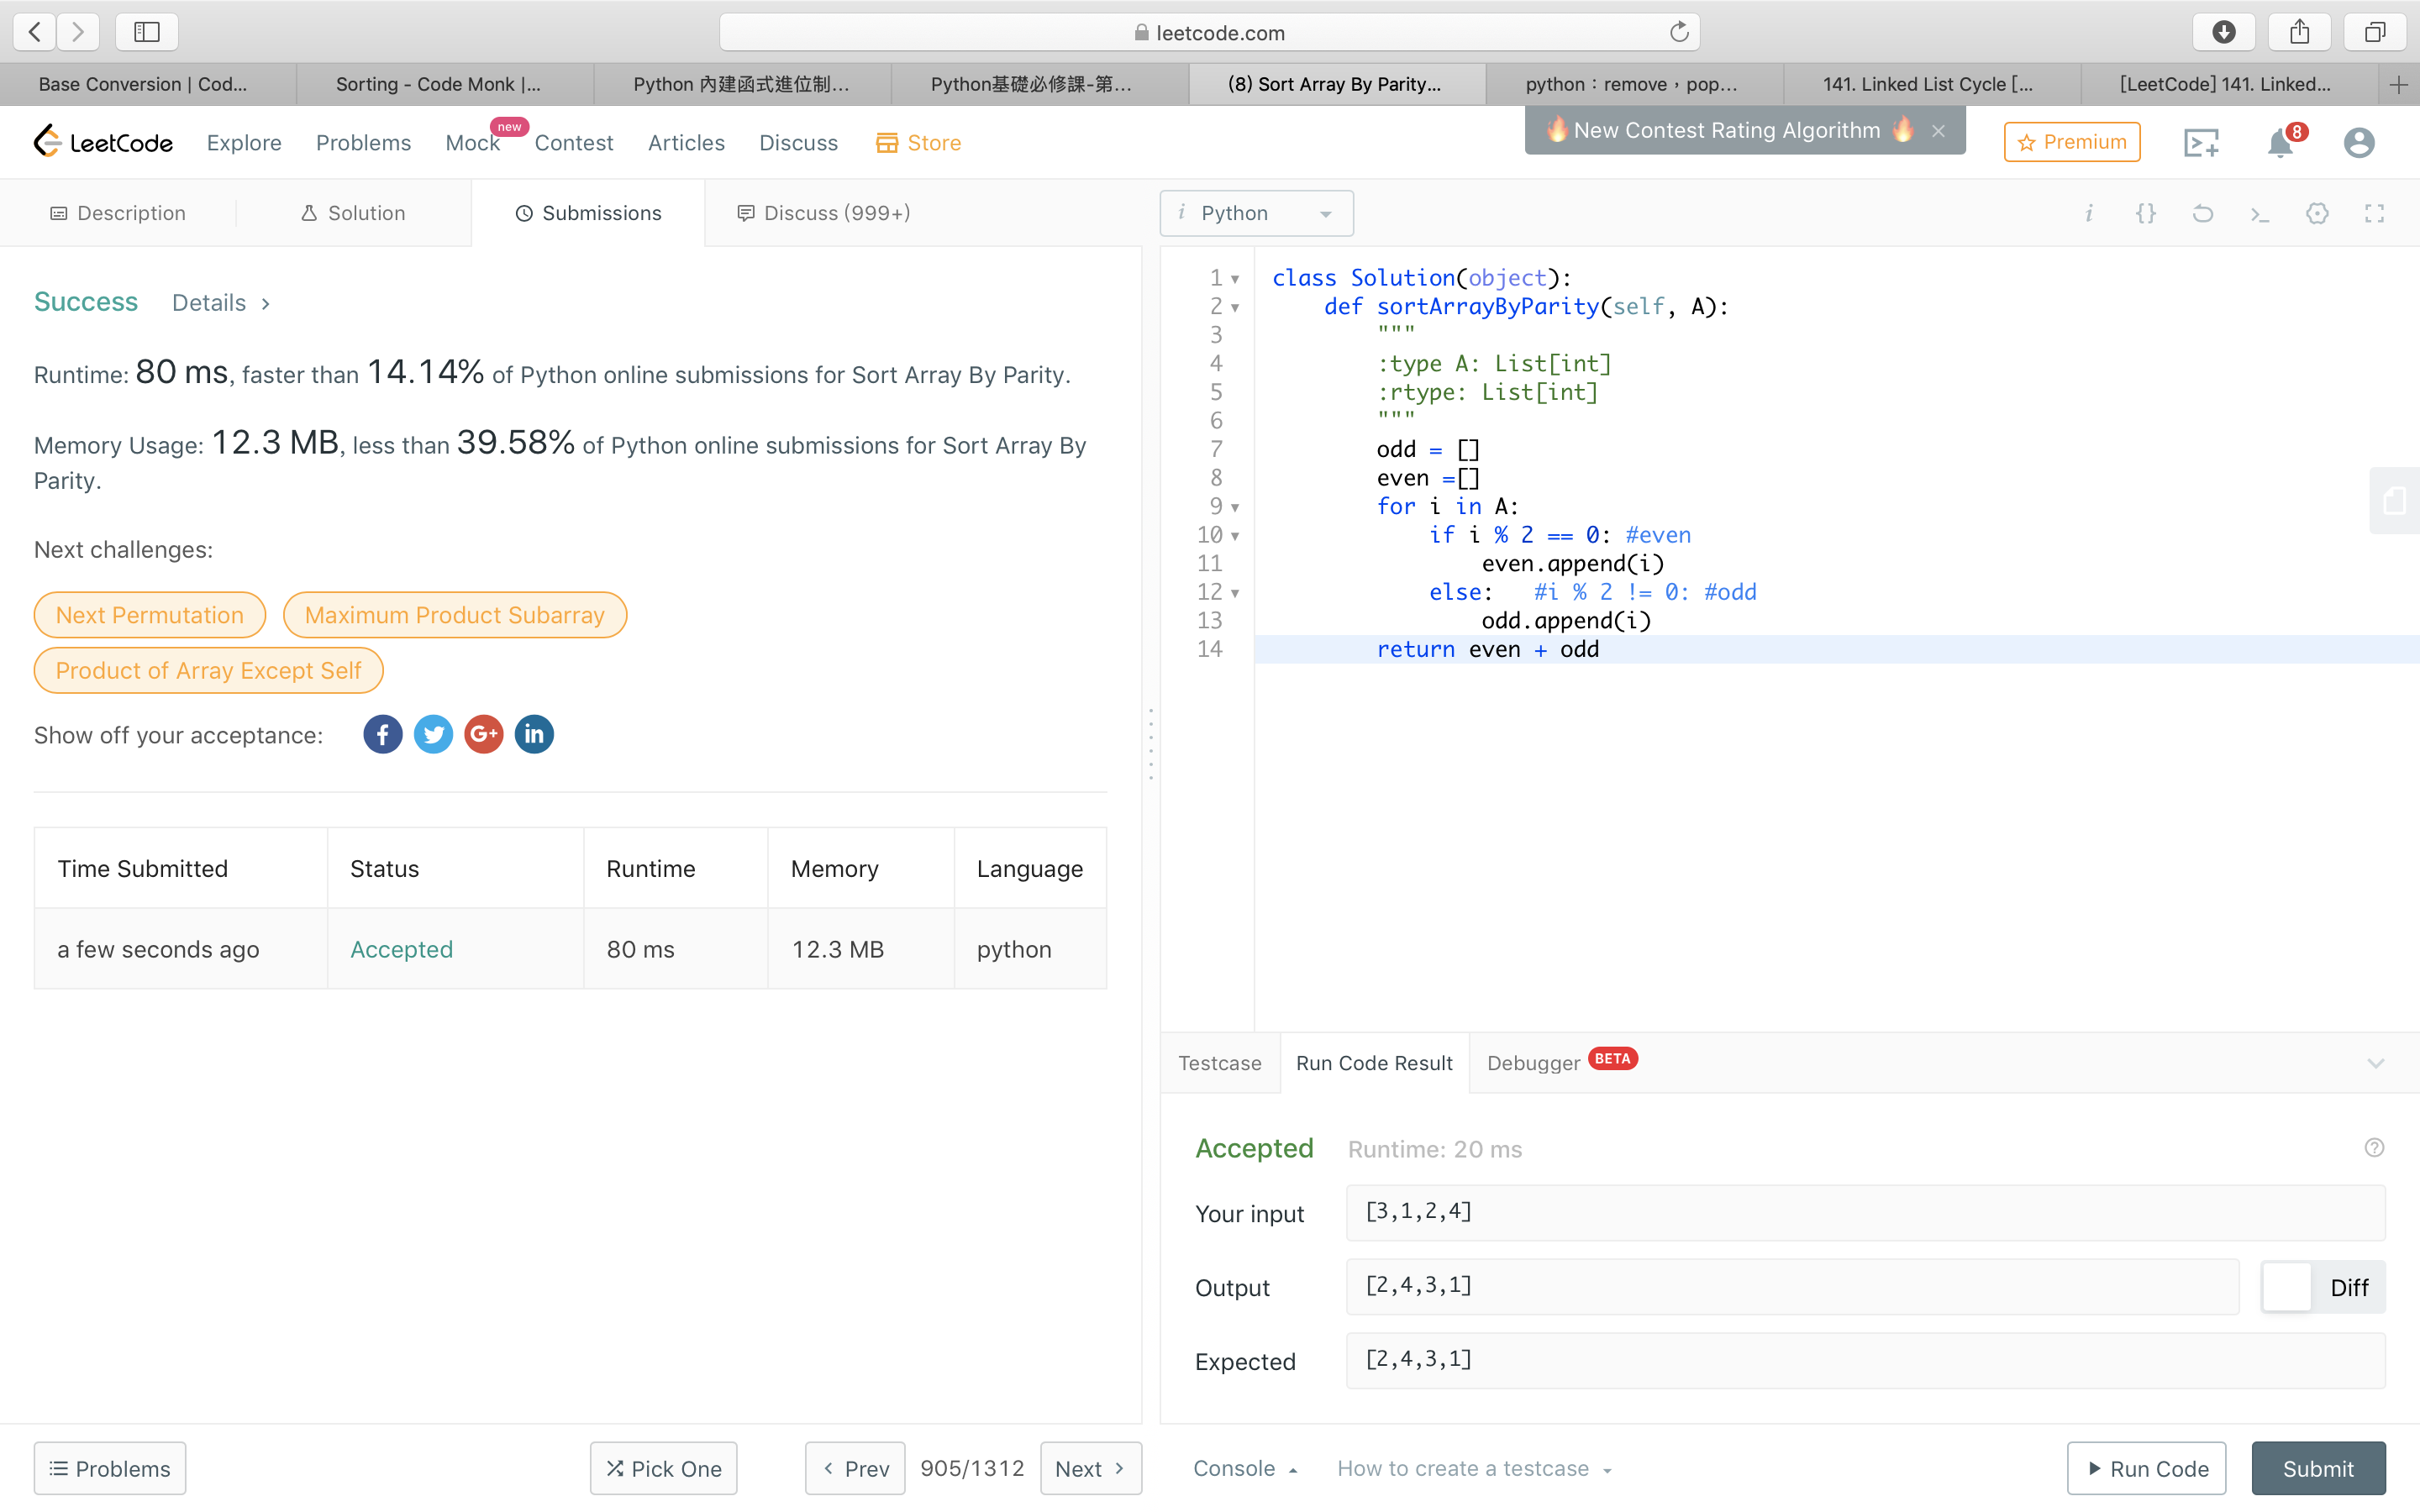 leetcode.com
Base Conversion | Cod...
Sorting - Code Monk |...
Python 內建函式進位制...
Python基礎必修課-第...
(8) Sort Array By Parity...
python：remove，pop...
141. Linked List Cycle [...
[LeetCode] 141. Linked...
LeetCode
Explore
Problems
Mock
new
Contest
Articles
Discuss
Store
🔥New Contest Rating Algorithm 🔥
Premium
8
Description
Solution
Submissions
Discuss (999+)
i Python
Success
Details >
Runtime: 80 ms, faster than 14.14% of Python online submissions for Sort Array By Parity.
Memory Usage: 12.3 MB, less than 39.58% of Python online submissions for Sort Array By
Parity.
Next challenges:
Next Permutation
Maximum Product Subarray
Product of Array Except Self
Show off your acceptance:
f
G+
in
Time Submitted Status Runtime Memory Language
a few seconds ago Accepted 80 ms 12.3 MB python
1 class Solution(object):
2     def sortArrayByParity(self, A):
3         """
4         :type A: List[int]
5         :rtype: List[int]
6         """
7         odd = []
8         even =[]
9         for i in A:
10             if i % 2 == 0: #even
11                 even.append(i)
12             else:   #i % 2 != 0: #odd
13                 odd.append(i)
14         return even + odd
Testcase
Run Code Result
Debugger
BETA
Accepted
Runtime: 20 ms
Your input
[3,1,2,4]
Output
[2,4,3,1]
Diff
Expected
[2,4,3,1]
Problems
Pick One
< Prev
905/1312
Next >
Console
How to create a testcase
Run Code
Submit